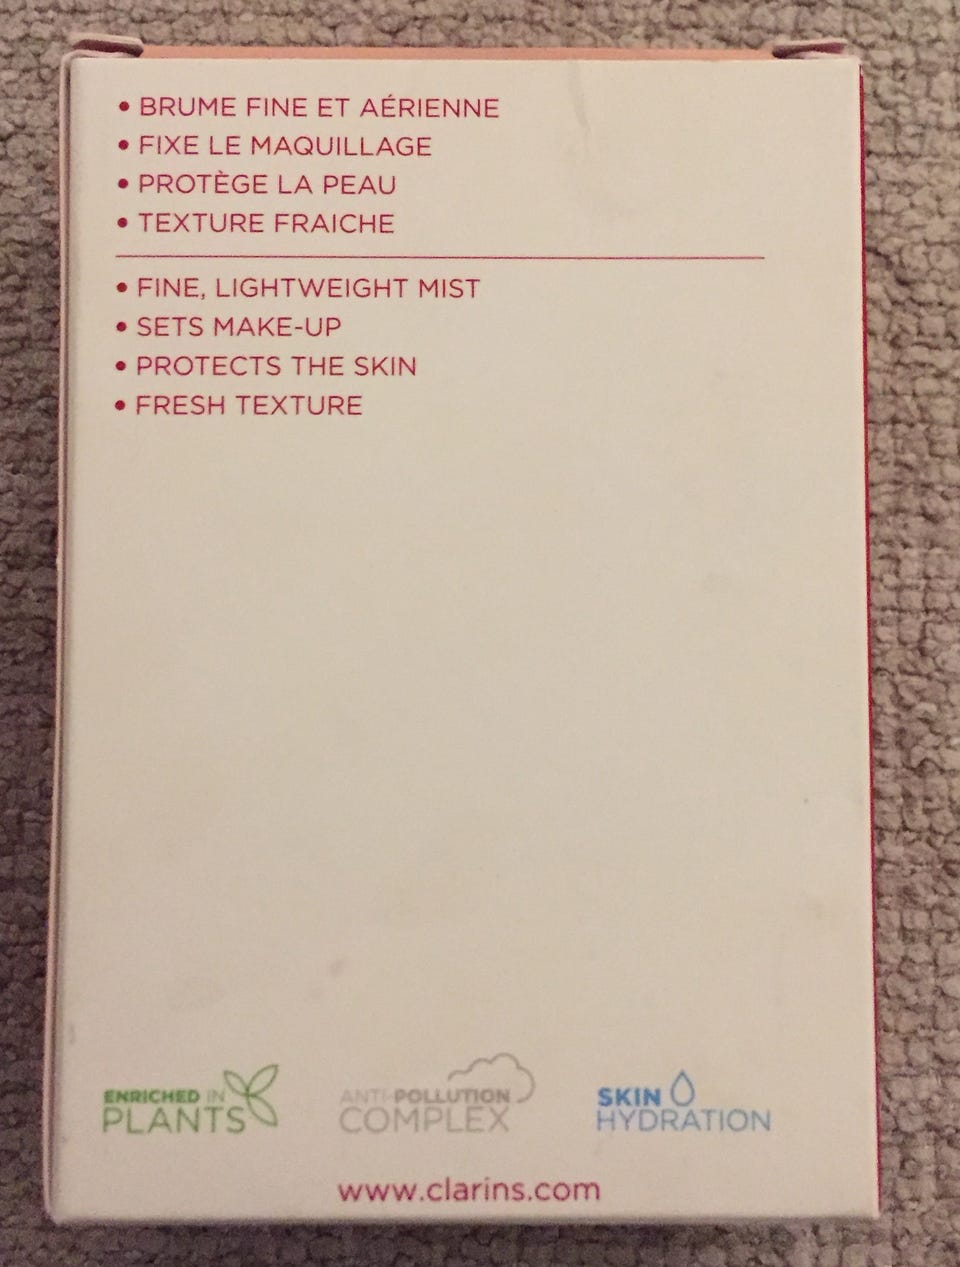 • BRUME FINE ET AÉRIENNE
• FIXE LE MAQUILLAGE
• PROTÈGE LA PEAU
• TEXTURE FRAICHE
• FINE, LIGHTWEIGHT MIST
• SETS MAKE-UP
• PROTECTS THE SKIN
• FRESH TEXTURE
ENRICHED IN
PLANTS
ANTI-POLLUTION
COMPLEX
SKIN
HYDRATION
www.clarins.com